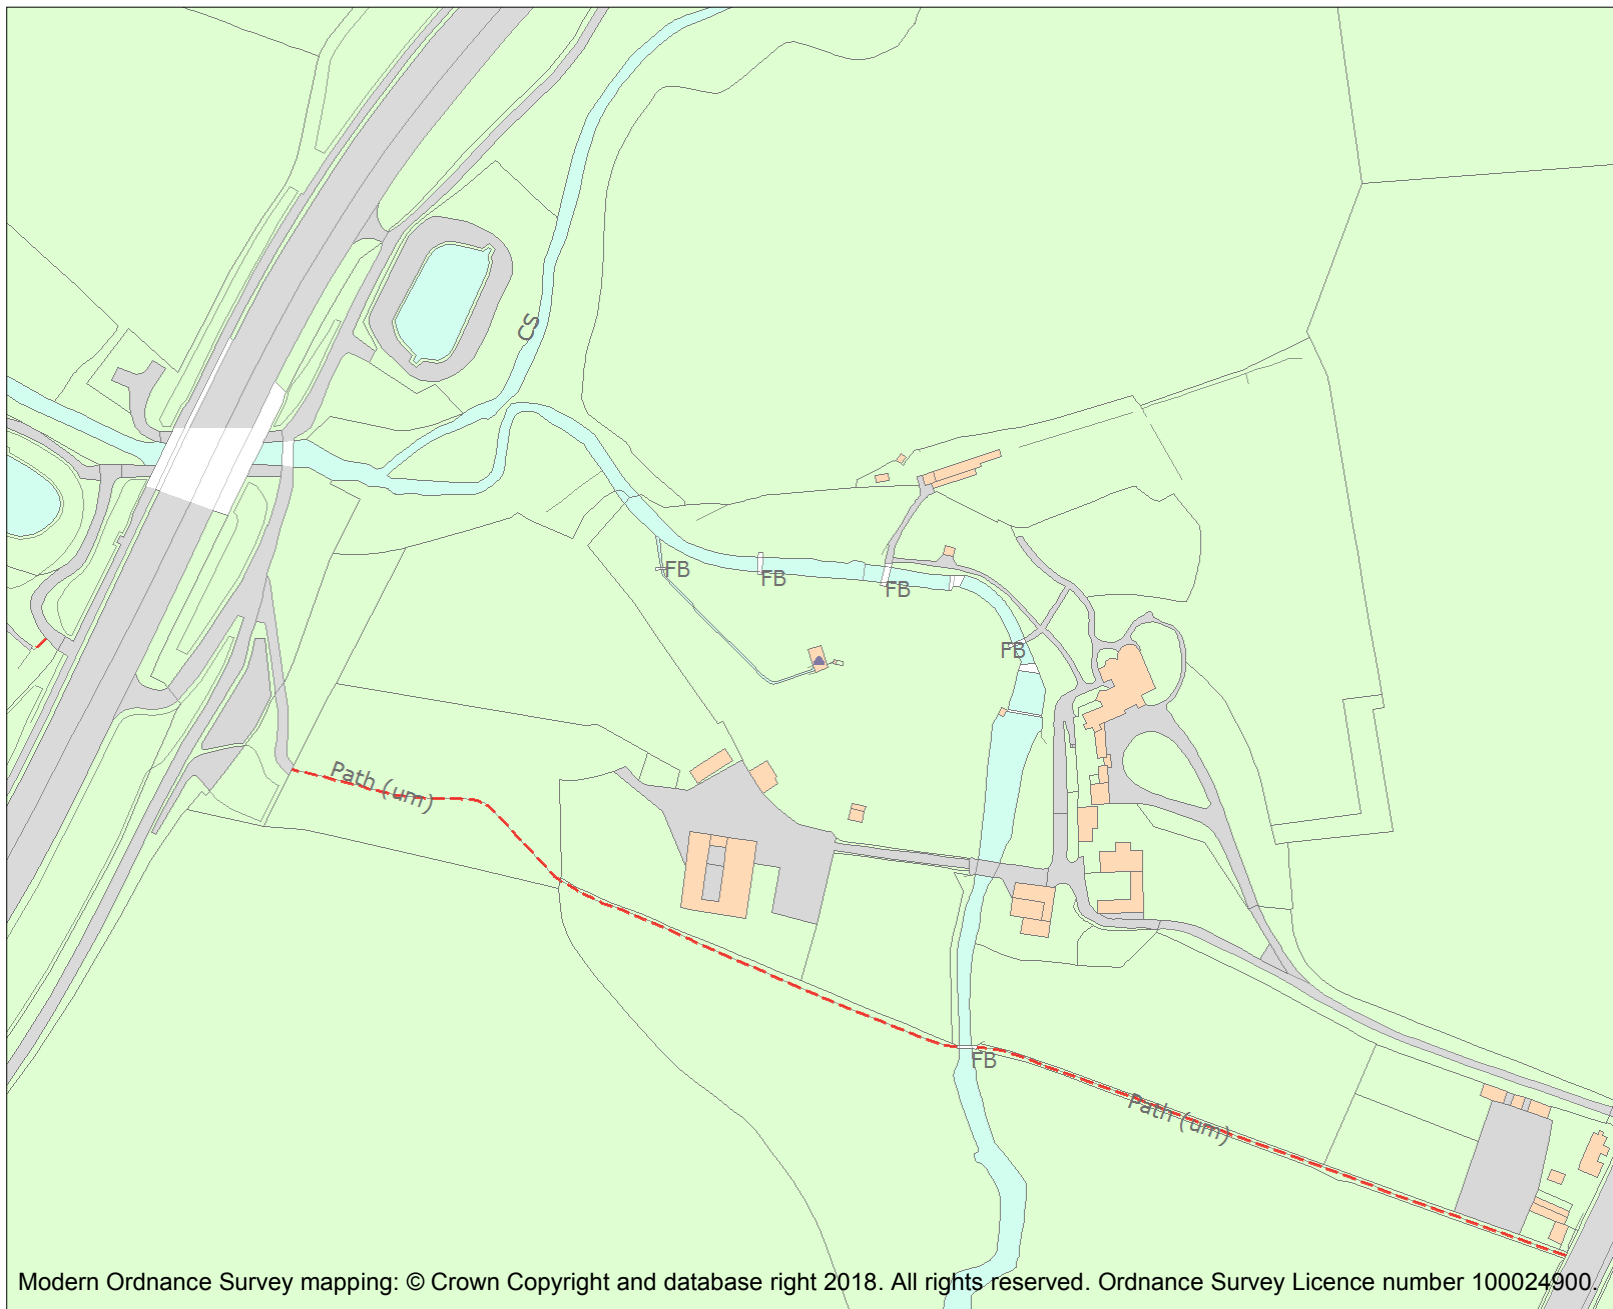 CS
FB
FB
FB
FB
Path (um)
FB
Path (um)
Modern Ordnance Survey mapping: © Crown Copyright and database right 2018. All rights reserved. Ordnance Survey Licence number 100024900.